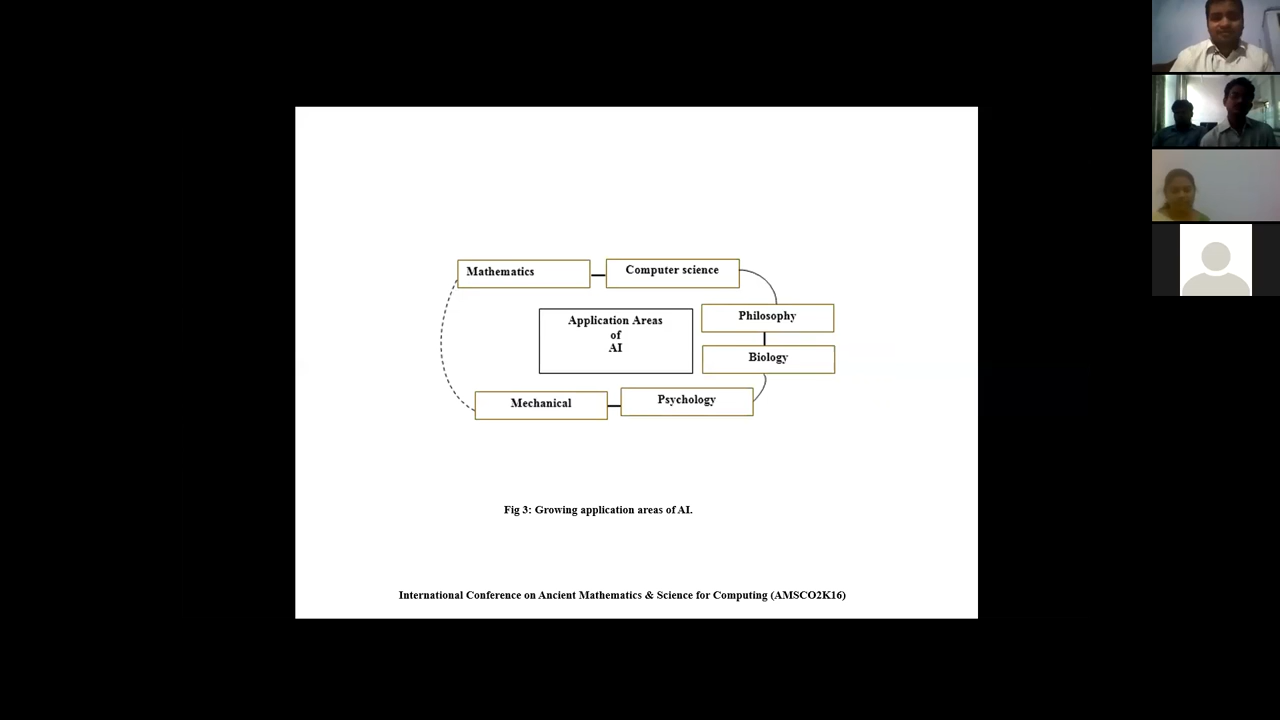 Mathematics
Computer science
Application Areas
of
AI
Philosophy
Biology
Mechanical
Psychology
Fig 3: Growing application areas of AI.
International Conference on Ancient Mathematics & Science for Computing (AMSCO2K16)